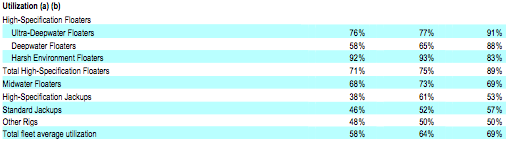 Utilization (a) (b)
High-Specification Floaters
Ultra-Deepwater Floaters 76% 77% 91%
Deepwater Floaters 58% 65% 88%
Harsh Environment Floaters 92% 93% 83%
Total High-Specification Floaters 71% 75% 89%
Midwater Floaters 68% 73% 69%
High-Specification Jackups 38% 61% 53%
Standard Jackups 46% 52% 57%
Other Rigs 48% 50% 50%
Total fleet average utilization 58% 64% 69%